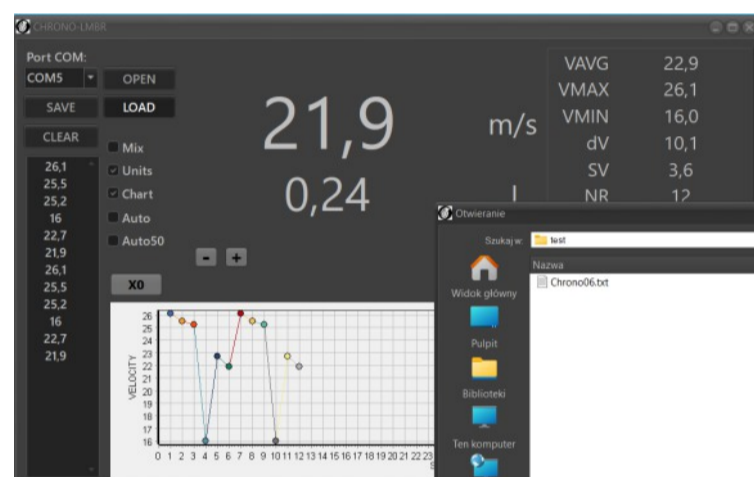 CHRONO-LMBR
Port COM:
COM5
OPEN
SAVE
LOAD
CLEAR
Mix
Units
Chart
Auto
Auto50
26,1
25,5
25,2
16
22,7
21,9
26,1
25,5
25,2
16
22,7
21,9
21,9
m/s
0,24
- +
X0
VAVG 22,9
VMAX 26,1
VMIN 16,0
dV 10,1
SV 3,6
NR 12
26
25
24
23
22
21
20
19
18
17
16
VELOCITY
0 1 2 3 4 5 6 7 8 9 10 11 12 13 14 15 16 17 18 19 20 21 22 23
Otwieranie
Szukaj w: test
Nazwa
Chrono06.txt
Widok główny
Pulpit
Biblioteki
Ten komputer